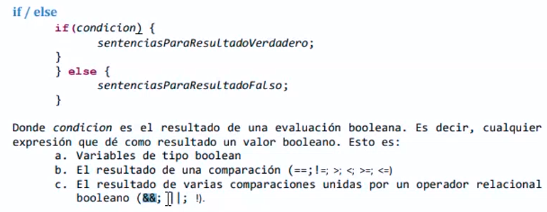 if / else
if(condicion) {
sentenciasParaResultadoVerdadero;
}
} else {
sentenciasParaResultadoFalso;
}
Donde condicion es el resultado de una evaluación booleana. Es decir, cualquier
expresión que dé como resultado un valor booleano. Esto es:
a. Variables de tipo boolean
b. El resultado de una comparación (==;!=; >; <; >=; <=)
c. El resultado de varias comparaciones unidas por un operador relacional
booleano (&&; ||; !).